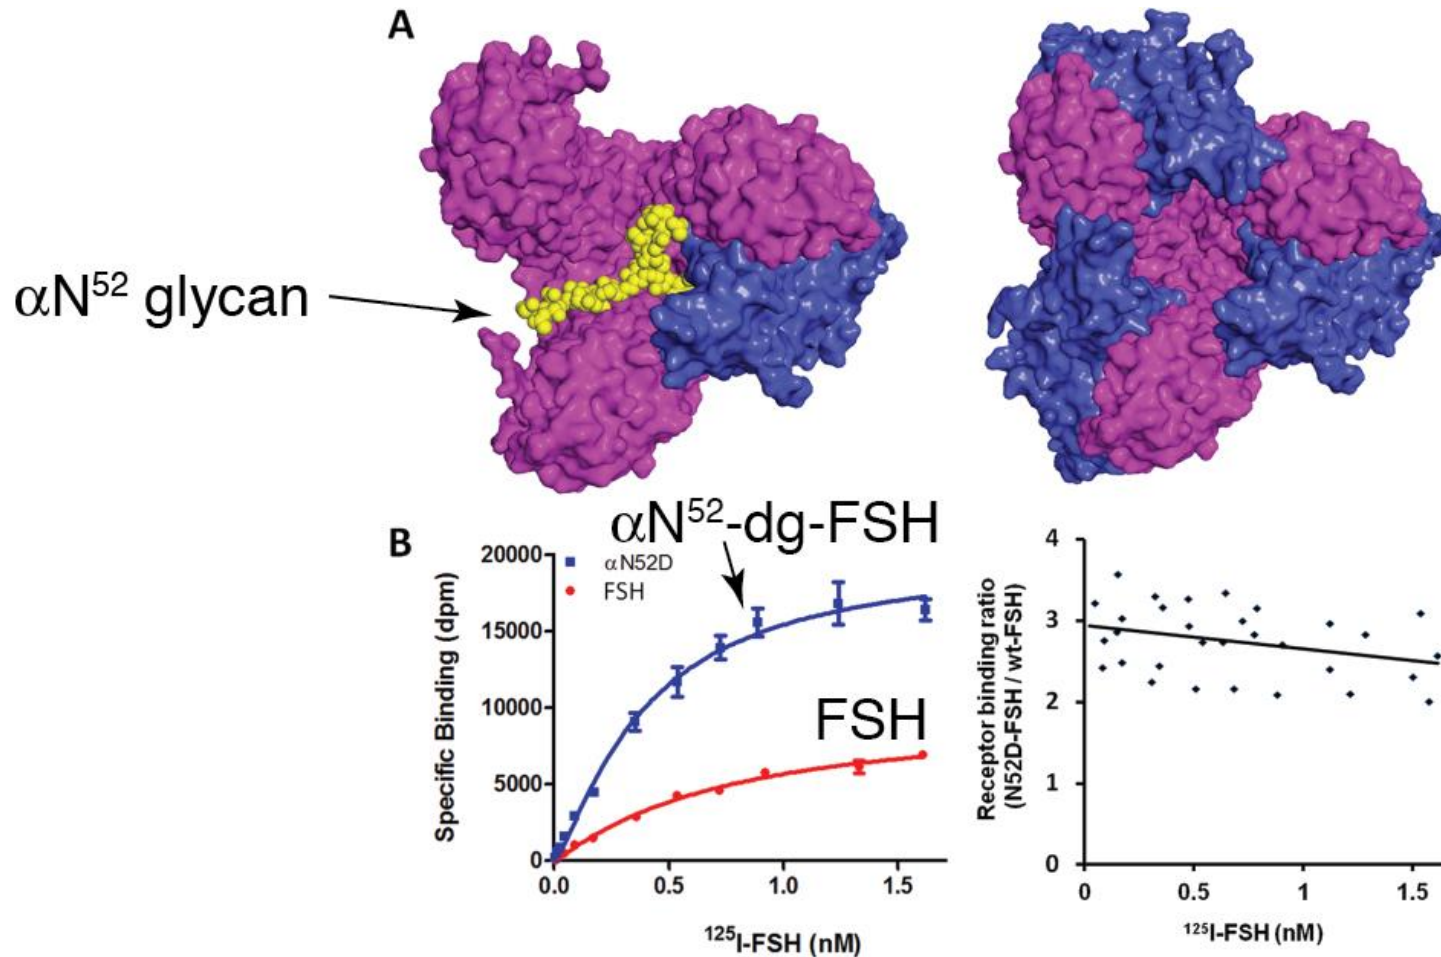 A
αN⁵² glycan
B
αN⁵²-dg-FSH
αN52D
FSH
FSH
Specific Binding (dpm)
20000
15000
10000
5000
0
0.0 0.5 1.0 1.5
¹²⁵I-FSH (nM)
Receptor binding ratio
(N52D-FSH / wt-FSH)
4
3
2
1
0
0 0.5 1 1.5
¹²⁵I-FSH (nM)